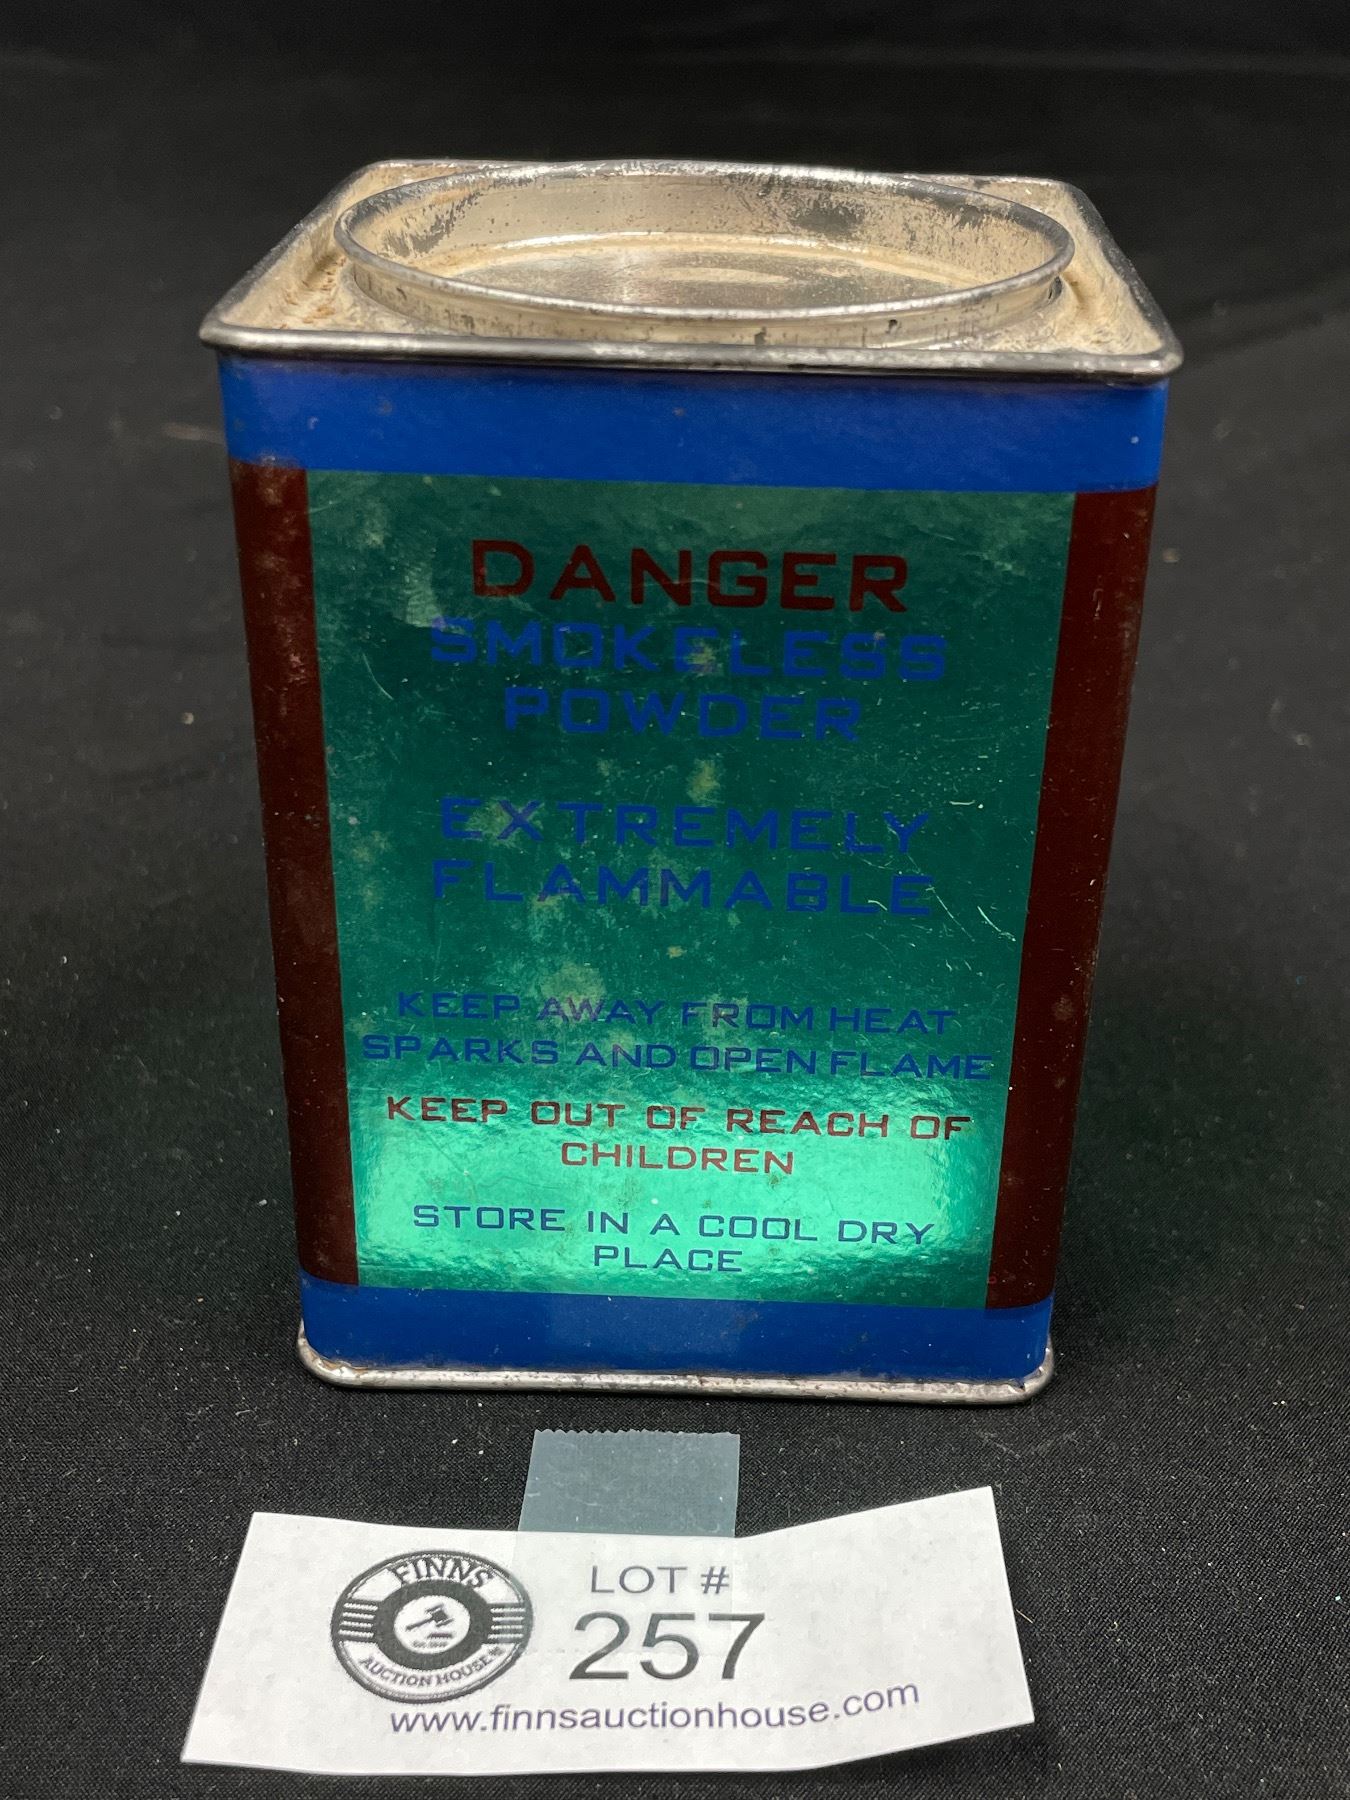 DANGER
SMOKELESS
POWDER
EXTREMELY
FLAMMABLE
KEEP AWAY FROM HEAT
SPARKS AND OPEN FLAME
KEEP OUT OF REACH OF
CHILDREN
STORE IN A COOL DRY
PLACE
FINNS
AUCTION HOUSE
LOT #
257
www.finnsauctionhouse.com